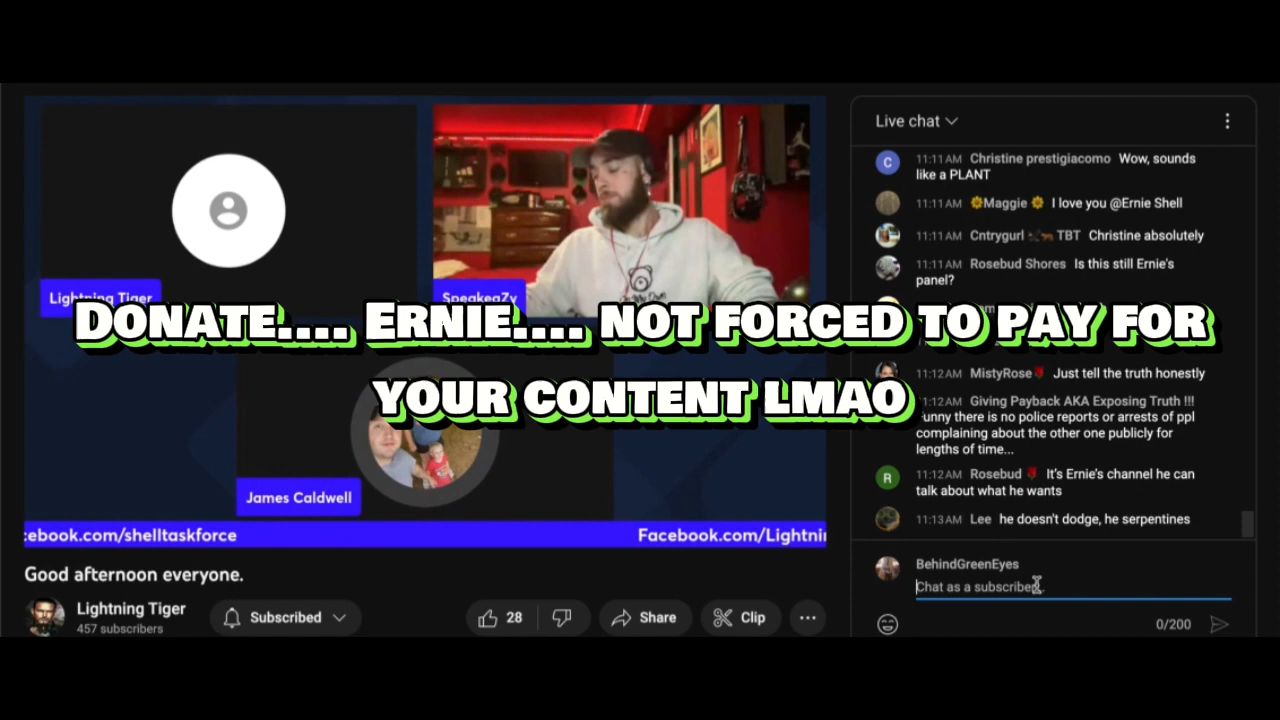 Live chat
C
11:11 AM Christine prestigiacomo Wow, sounds
like a PLANT
11:11 AM Maggie I love you @Ernie Shell
11:11 AM Cntrygurl TBT Christine absolutely
11:11 AM Rosebud Shores Is this still Ernie's
panel?
Lightning Tiger
SpeakeaZy
DONATE.... ERNIE.... NOT FORCED TO PAY FOR
YOUR CONTENT LMAO
11:12 AM MistyRose Just tell the truth honestly
11:12 AM Giving Payback AKA Exposing Truth !!!
Funny there is no police reports or arrests of ppl
complaining about the other one publicly for
lengths of time...
R
11:12 AM Rosebud It's Ernie's channel he can
talk about what he wants
11:13 AM Lee he doesn't dodge, he serpentines
James Caldwell
cebook.com/shelltaskforce
Facebook.com/Lightnin
Good afternoon everyone.
Lightning Tiger
457 subscribers
Subscribed
28
Share
Clip
BehindGreenEyes
Chat as a subscriber...
0/200